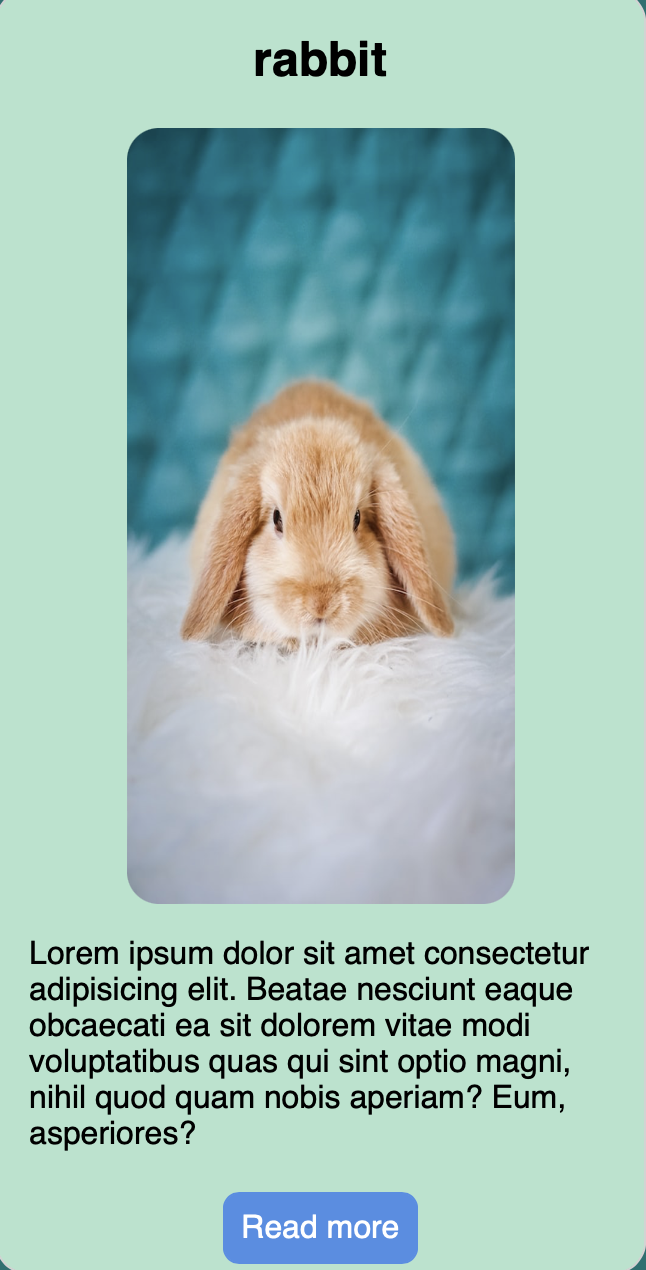 rabbit
Lorem ipsum dolor sit amet consectetur
adipisicing elit. Beatae nesciunt eaque
obcaecati ea sit dolorem vitae modi
voluptatibus quas qui sint optio magni,
nihil quod quam nobis aperiam? Eum,
asperiores?
Read more